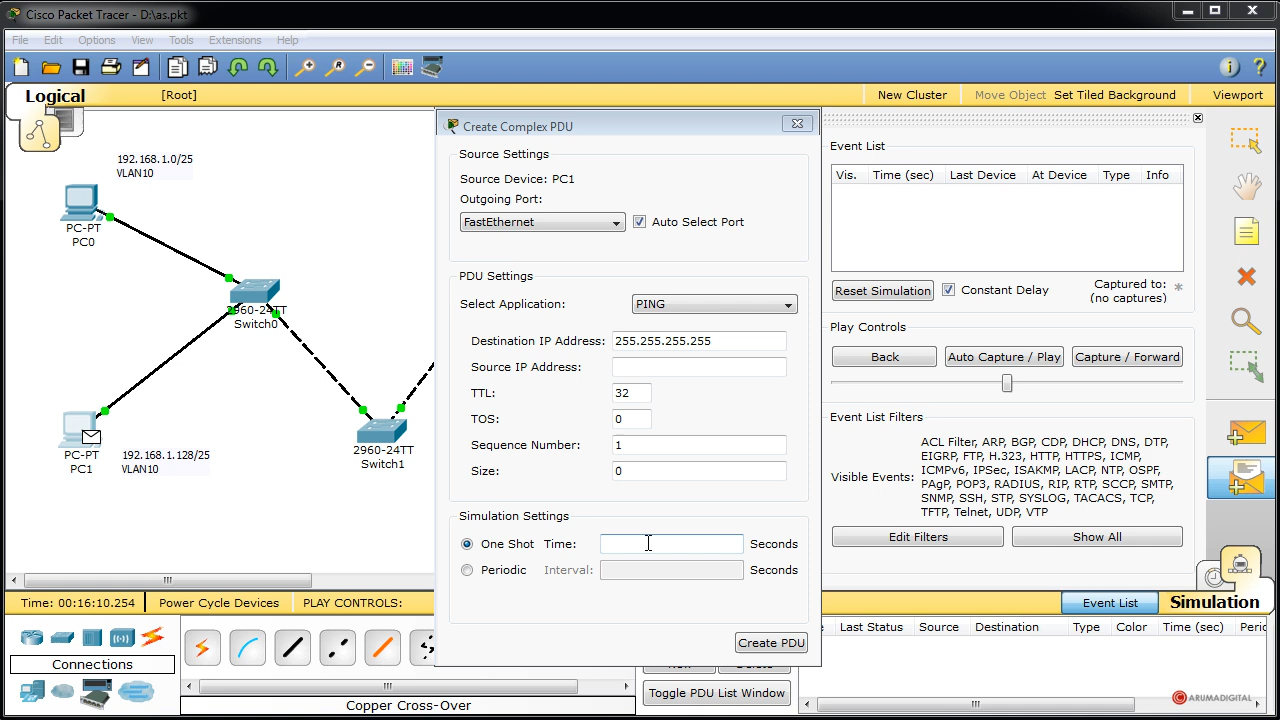 Cisco Packet Tracer - D:\as.pkt
File Edit Options View Tools Extensions Help
Logical [Root] New Cluster Move Object Set Tiled Background Viewport
192.168.1.0/25
VLAN10
PC-PT
PC0
2960-24TT
Switch0
PC-PT
PC1
192.168.1.128/25
VLAN10
2960-24TT
Switch1
Create Complex PDU
Source Settings
Source Device: PC1
Outgoing Port:
FastEthernet Auto Select Port
PDU Settings
Select Application: PING
Destination IP Address: 255.255.255.255
Source IP Address:
TTL: 32
TOS: 0
Sequence Number: 1
Size: 0
Simulation Settings
One Shot Time: Seconds
Periodic Interval: Seconds
Create PDU
Event List
Vis. Time (sec) Last Device At Device Type Info
Reset Simulation Constant Delay Captured to: *
(no captures)
Play Controls
Back Auto Capture / Play Capture / Forward
Event List Filters
Visible Events:
ACL Filter, ARP, BGP, CDP, DHCP, DNS, DTP,
EIGRP, FTP, H.323, HTTP, HTTPS, ICMP,
ICMPv6, IPSec, ISAKMP, LACP, NTP, OSPF,
PAgP, POP3, RADIUS, RIP, RTP, SCCP, SMTP,
SNMP, SSH, STP, SYSLOG, TACACS, TCP,
TFTP, Telnet, UDP, VTP
Edit Filters Show All
Time: 00:16:10.254 Power Cycle Devices PLAY CONTROLS: Event List Simulation
Connections
Copper Cross-Over
Toggle PDU List Window
Last Status Source Destination Type Color Time (sec) Perio
ARUMADIGITAL